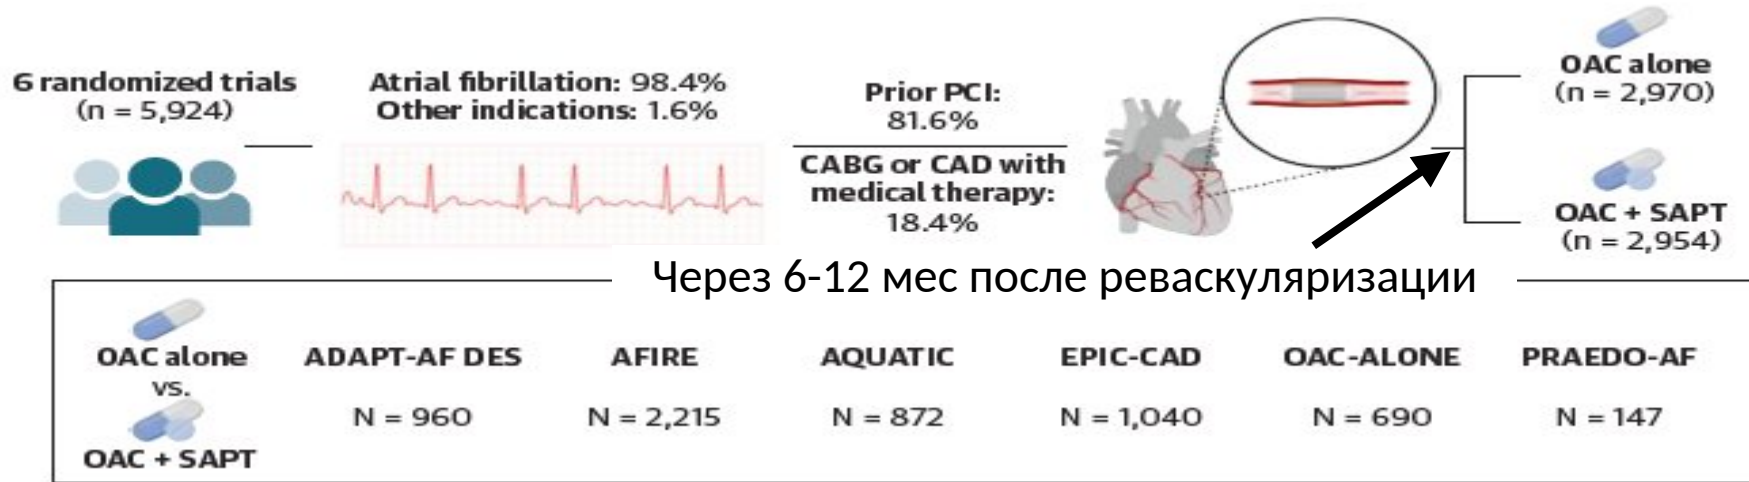 6 randomized trials
(n = 5,924)
Atrial fibrillation: 98.4%
Other indications: 1.6%
Prior PCI:
81.6%
CABG or CAD with
medical therapy:
18.4%
OAC alone
(n = 2,970)
OAC + SAPT
(n = 2,954)
Через 6-12 мес после реваскуляризации
OAC alone
vs.
OAC + SAPT
ADAPT-AF DES
N = 960
AFIRE
N = 2,215
AQUATIC
N = 872
EPIC-CAD
N = 1,040
OAC-ALONE
N = 690
PRAEDO-AF
N = 147